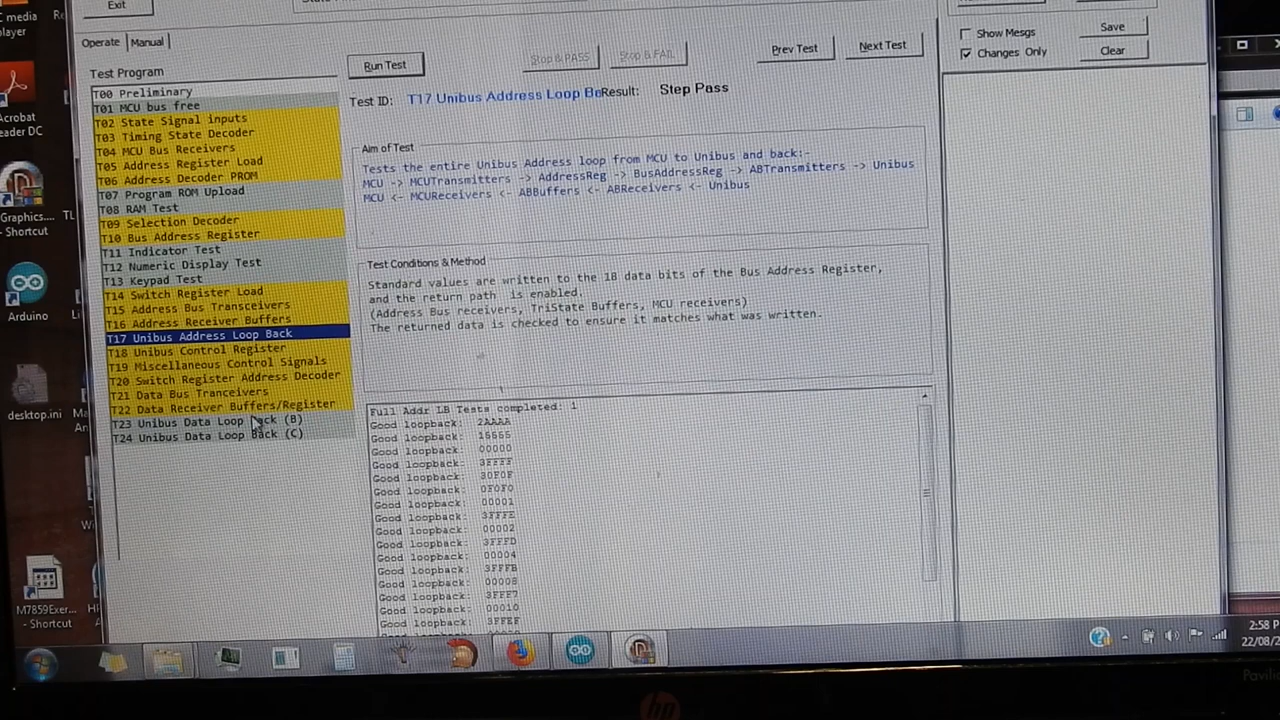 C media
player
Exit
Operate
Manual
Test Program
T00 Preliminary
T01 MCU bus free
T02 State Signal inputs
T03 Timing State Decoder
T04 MCU Bus Receivers
T05 Address Register Load
T06 Address Decoder PROM
T07 Program ROM Upload
T08 RAM Test
T09 Selection Decoder
T10 Bus Address Register
T11 Indicator Test
T12 Numeric Display Test
T13 Keypad Test
T14 Switch Register Load
T15 Address Bus Transceivers
T16 Address Receiver Buffers
T17 Unibus Address Loop Back
T18 Unibus Control Register
T19 Miscellaneous Control Signals
T20 Switch Register Address Decoder
T21 Data Bus Tranceivers
T22 Data Receiver Buffers/Register
T23 Unibus Data Loop Back (B)
T24 Unibus Data Loop Back (C)
Run Test
Stop & PASS
Stop & FAIL
Prev Test
Next Test
Show Mesgs
Changes Only
Save
Clear
Test ID: T17 Unibus Address Loop Ba
Result: Step Pass
Aim of Test
Tests the entire Unibus Address loop from MCU to Unibus and back:-
MCU -> MCUTransmitters -> AddressReg -> BusAddressReg -> ABTransmitters -> Unibus
MCU <- MCUReceivers <- ABBuffers <- ABReceivers <- Unibus
Test Conditions & Method
Standard values are written to the 18 data bits of the Bus Address Register,
and the return path is enabled.
(Address Bus receivers, TriState Buffers, MCU receivers)
The returned data is checked to ensure it matches what was written.
Full Addr LB Tests completed: 1
Good loopback: 2AAAA
Good loopback: 15555
Good loopback: 00000
Good loopback: 3FFFF
Good loopback: 30F0F
Good loopback: 0F0F0
Good loopback: 00001
Good loopback: 3FFFE
Good loopback: 00002
Good loopback: 3FFFD
Good loopback: 00004
Good loopback: 3FFFB
Good loopback: 00008
Good loopback: 3FFF7
Good loopback: 00010
Good loopback: 3FFEF
Acrobat
eader DC
Graphics....
- Shortcut
TL
Arduino
Li
desktop.ini
Ma
M7859Exer...
- Shortcut
2:58 P
22/08/2
hp
Pavili